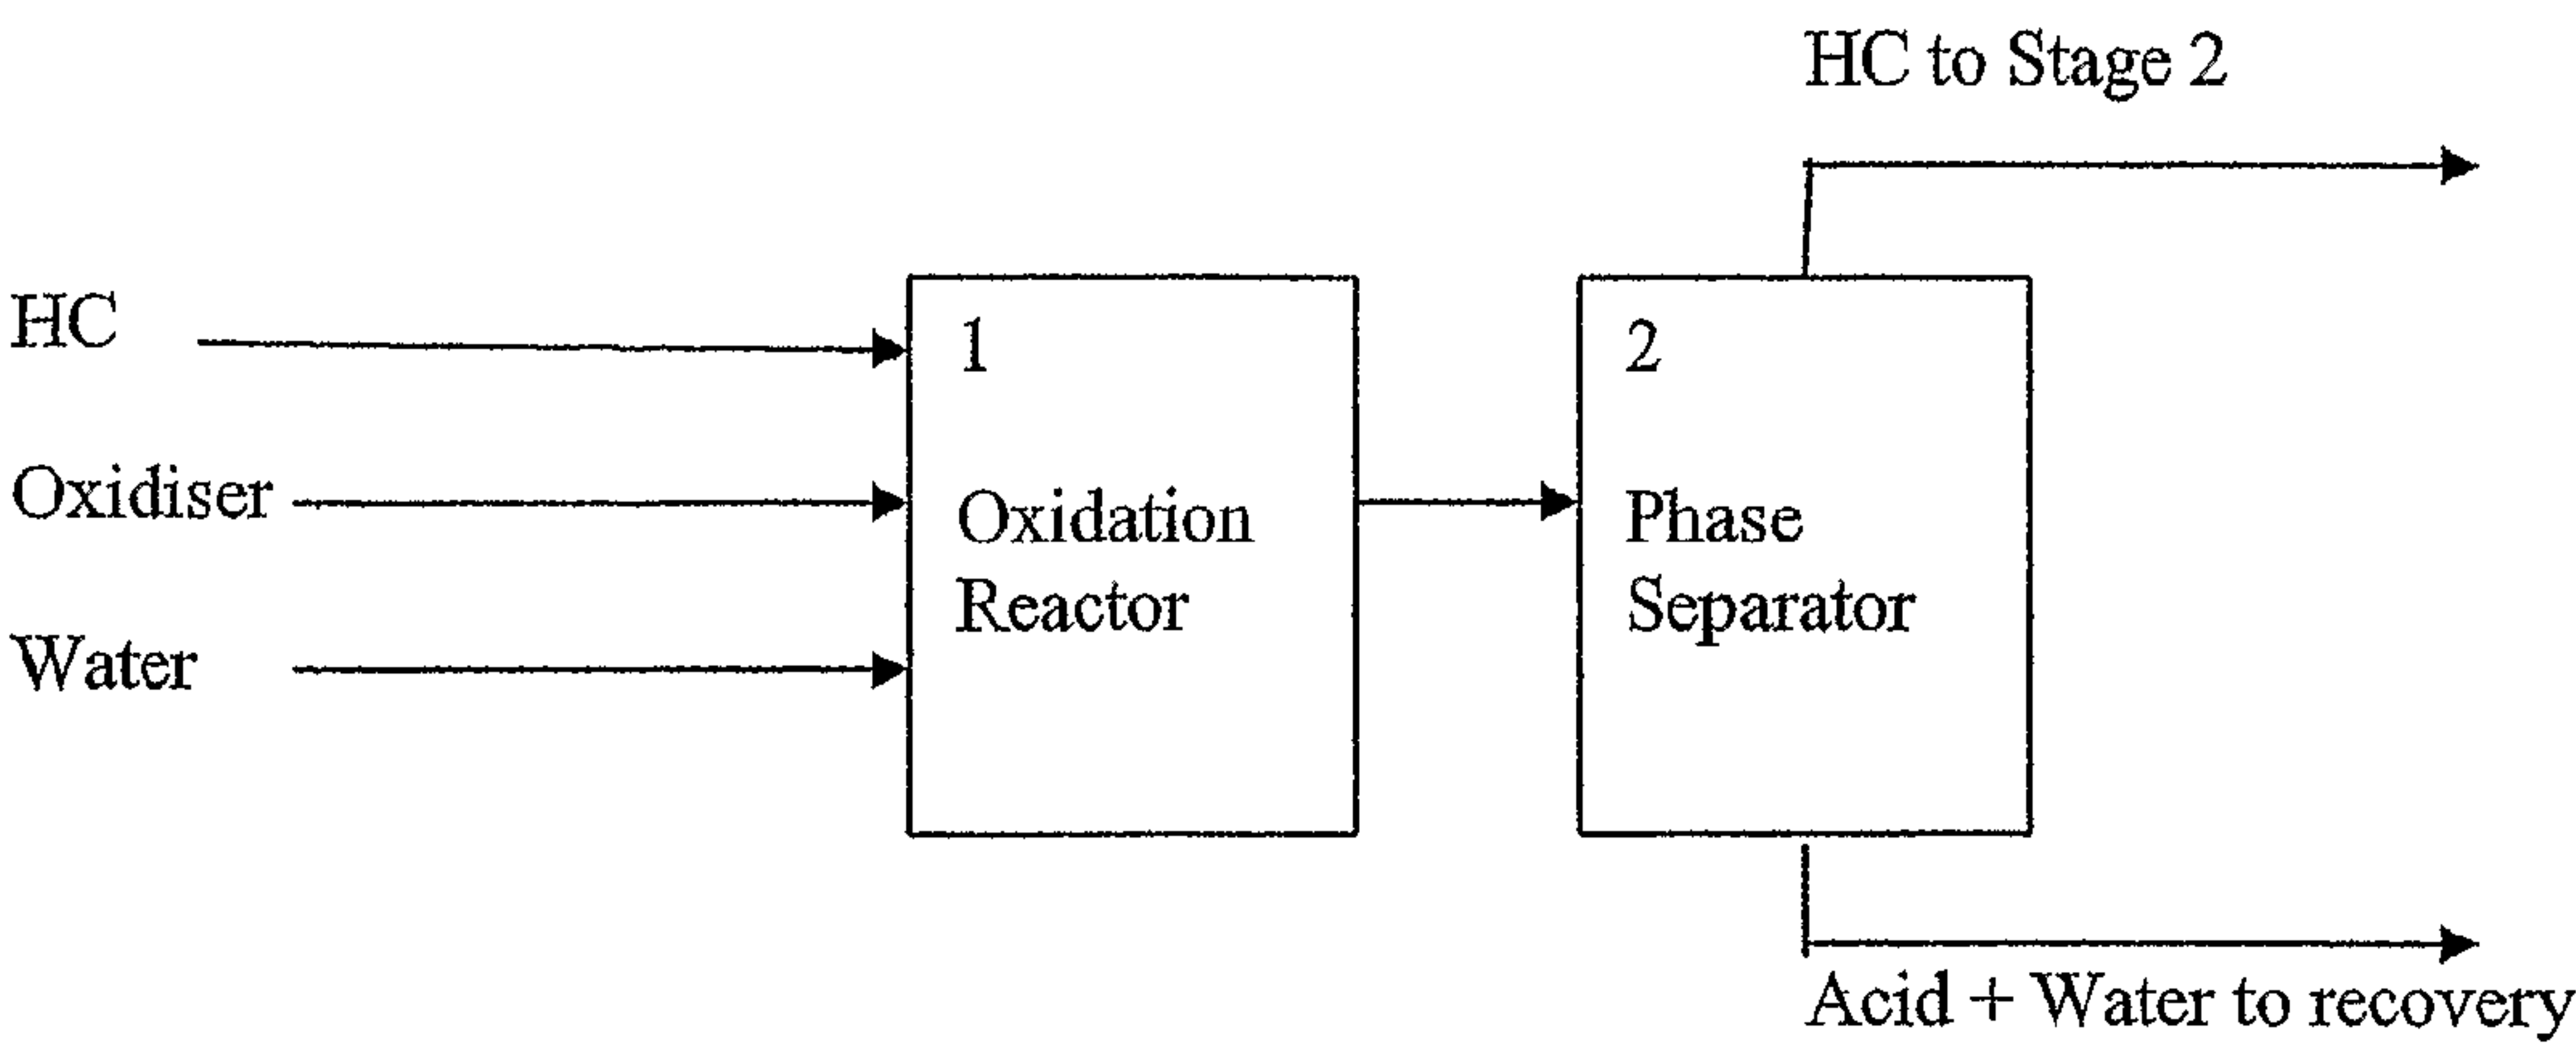 HC to Stage 2
HC
Oxidiser
Water
1
Oxidation
Reactor
2
Phase
Separator
Acid + Water to recovery